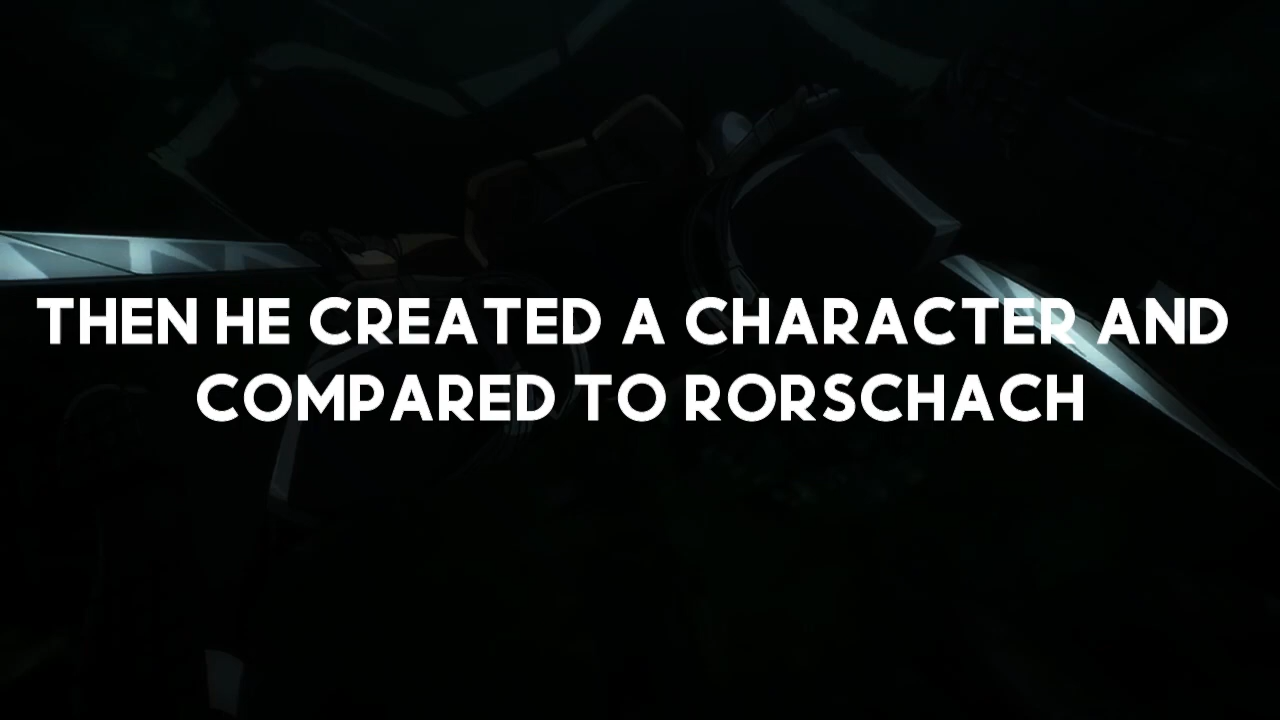 THEN HE CREATED A CHARACTER AND
COMPARED TO RORSCHACH